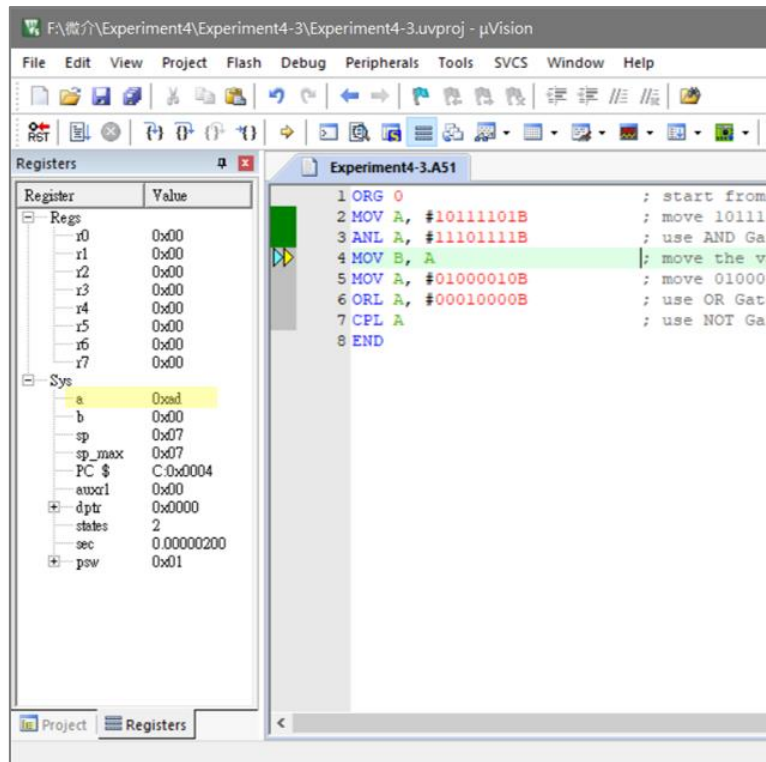 F:\微介\Experiment4\Experiment4-3\Experiment4-3.uvproj - µVision
File Edit View Project Flash Debug Peripherals Tools SVCS Window Help
RST
Registers
Experiment4-3.A51
Register Value
Regs
r0 0x00
r1 0x00
r2 0x00
r3 0x00
r4 0x00
r5 0x00
r6 0x00
r7 0x00
Sys
a 0xad
b 0x00
sp 0x07
sp_max 0x07
PC $ C:0x0004
auxr1 0x00
dptr 0x0000
states 2
sec 0.00000200
psw 0x01
1 ORG 0 ; start from
2 MOV A, #10111101B ; move 10111
3 ANL A, #11101111B ; use AND Ga
4 MOV B, A ; move the v
5 MOV A, #01000010B ; move 01000
6 ORL A, #00010000B ; use OR Gat
7 CPL A ; use NOT Ga
8 END
Project Registers